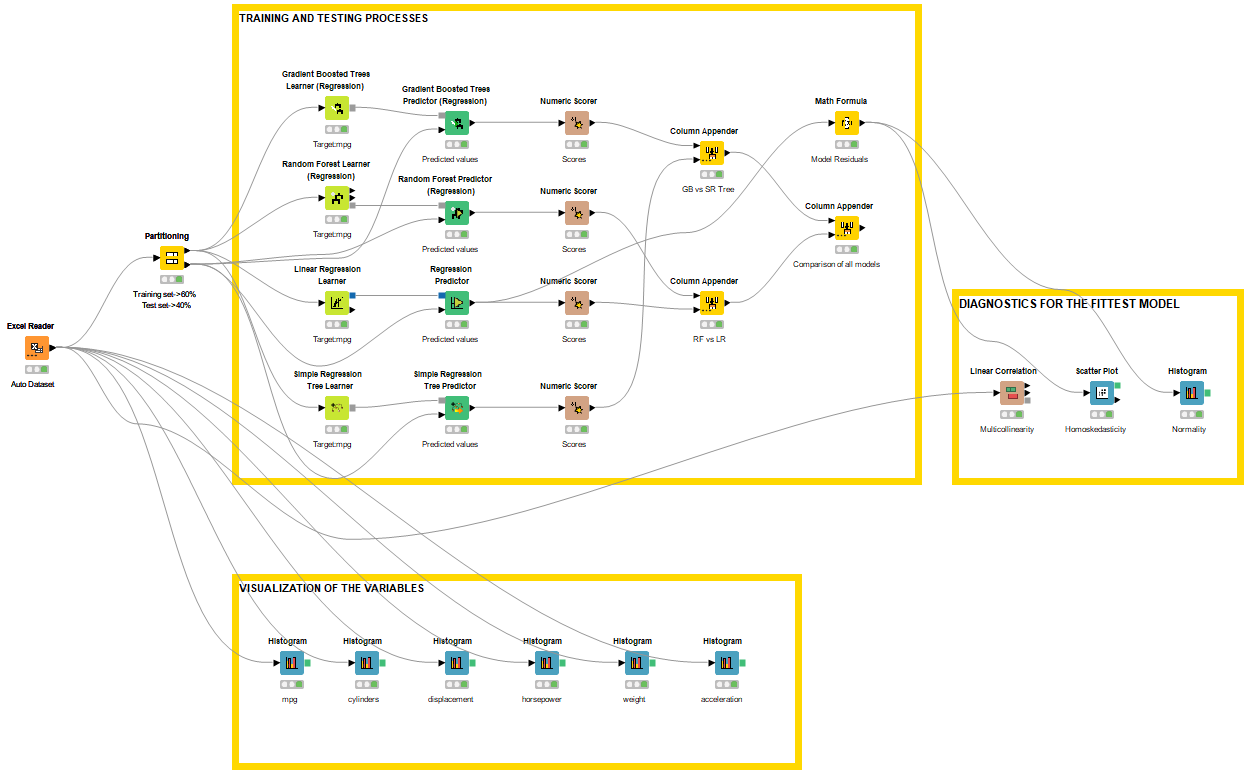 TRAINING AND TESTING PROCESSES
Gradient Boosted Trees
Learner (Regression)
Target:mpg
Gradient Boosted Trees
Predictor (Regression)
Predicted values
Numeric Scorer
Scores
Column Appender
GB vs SR Tree
Math Formula
Model Residuals
Random Forest Learner
(Regression)
Target:mpg
Random Forest Predictor
(Regression)
Predicted values
Numeric Scorer
Scores
Column Appender
Comparison of all models
Partitioning
Training set->60%
Test set->40%
Linear Regression
Learner
Target:mpg
Regression
Predictor
Predicted values
Numeric Scorer
Scores
Column Appender
RF vs LR
Excel Reader
Auto Dataset
Simple Regression
Tree Learner
Target:mpg
Simple Regression
Tree Predictor
Predicted values
Numeric Scorer
Scores
DIAGNOSTICS FOR THE FITTEST MODEL
Linear Correlation
Multicollinearity
Scatter Plot
Homoskedasticity
Histogram
Normality
VISUALIZATION OF THE VARIABLES
Histogram
mpg
Histogram
cylinders
Histogram
displacement
Histogram
horsepower
Histogram
weight
Histogram
acceleration